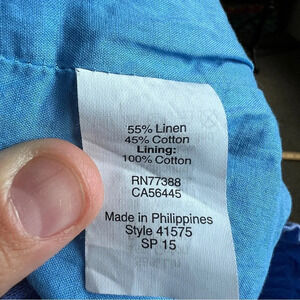 55% Linen
45% Cotton
Lining:
100% Cotton
RN77388
CA56445
Made in Philippines
Style 41575
SP 15